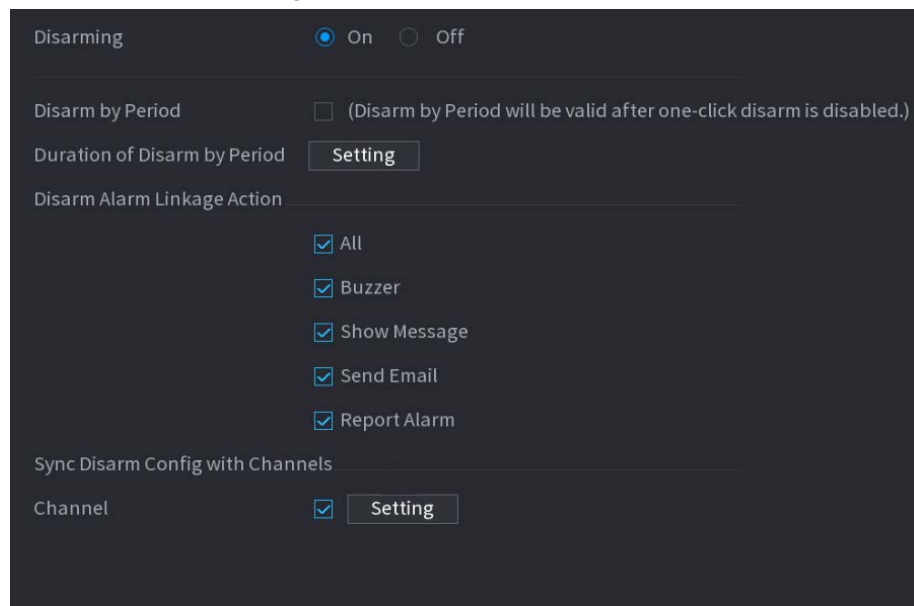 Disarming On Off
Disarm by Period (Disarm by Period will be valid after one-click disarm is disabled.)
Duration of Disarm by Period Setting
Disarm Alarm Linkage Action
All
Buzzer
Show Message
Send Email
Report Alarm
Sync Disarm Config with Channels
Channel Setting